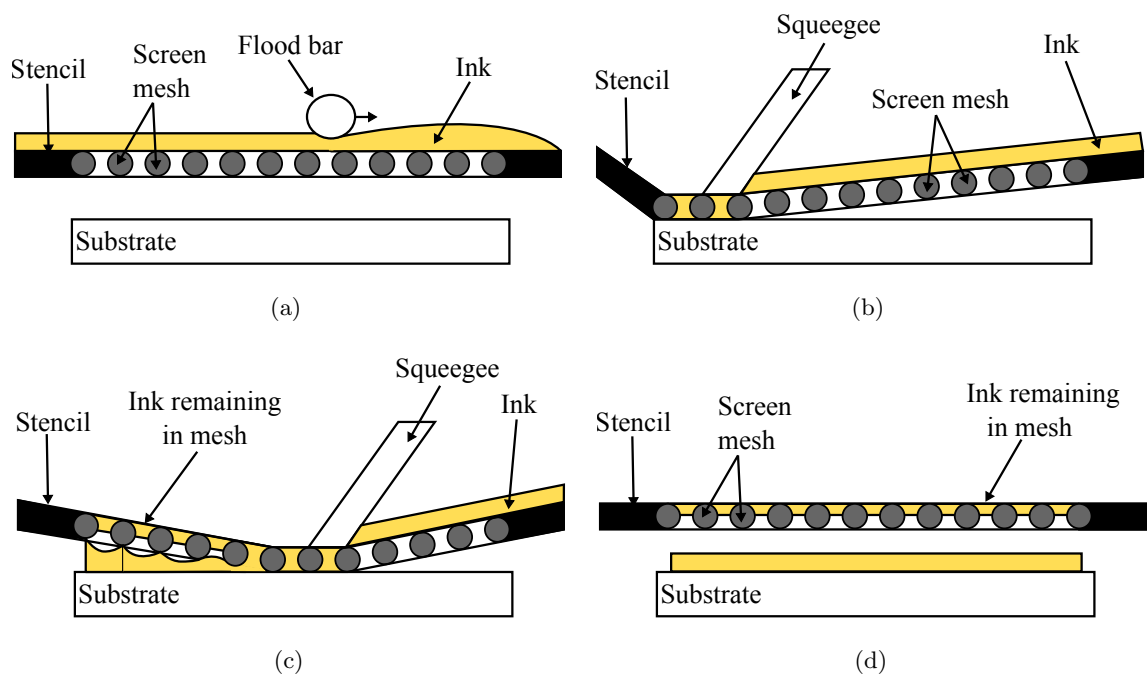 Flood bar
Stencil
Screen
mesh
Ink
Substrate
(a)
Squeegee
Stencil
Ink
Screen mesh
Substrate
(b)
Squeegee
Ink remaining
in mesh
Stencil
Ink
Substrate
(c)
Ink remaining
in mesh
Screen
mesh
Stencil
Substrate
(d)